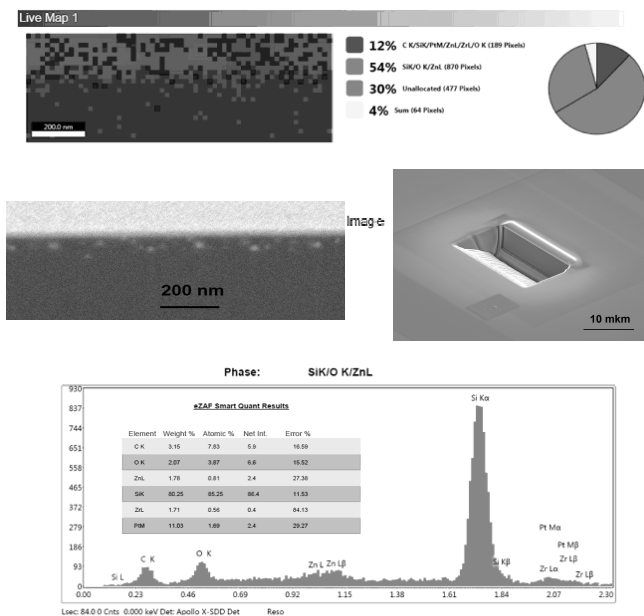 Live Map 1
12% C K/SiK/PtM/ZnL/ZrL/O K (189 Pixels)
54% SiK/O K/ZnL (870 Pixels)
30% Unallocated (477 Pixels)
4% Sum (64 Pixels)
200.0 nm
Image
200 nm
10 mkm
Phase: SiK/O K/ZnL
930
837
744
651
558
465
372
279
186
93
0
eZAF Smart Quant Results
Element Weight % Atomic % Net Int. Error %
C K 3.15 7.83 5.9 16.59
O K 2.07 3.87 6.6 15.52
ZnL 1.78 0.81 2.4 27.38
SiK 80.25 85.25 86.4 11.53
ZrL 1.71 0.56 0.4 84.13
PtM 11.03 1.69 2.4 29.27
Si L
C K
O K
Zn L
Zn Lβ
Si Kα
Si Kβ
Pt Mα
Pt Mβ
Zr Lβ
Zr Lα
Zr Lβ
0.00 0.23 0.46 0.69 0.92 1.15 1.38 1.61 1.84 2.07 2.30
Lsec: 84.0 0 Cnts 0.000 keV Det: Apollo X-SDD Det Reso